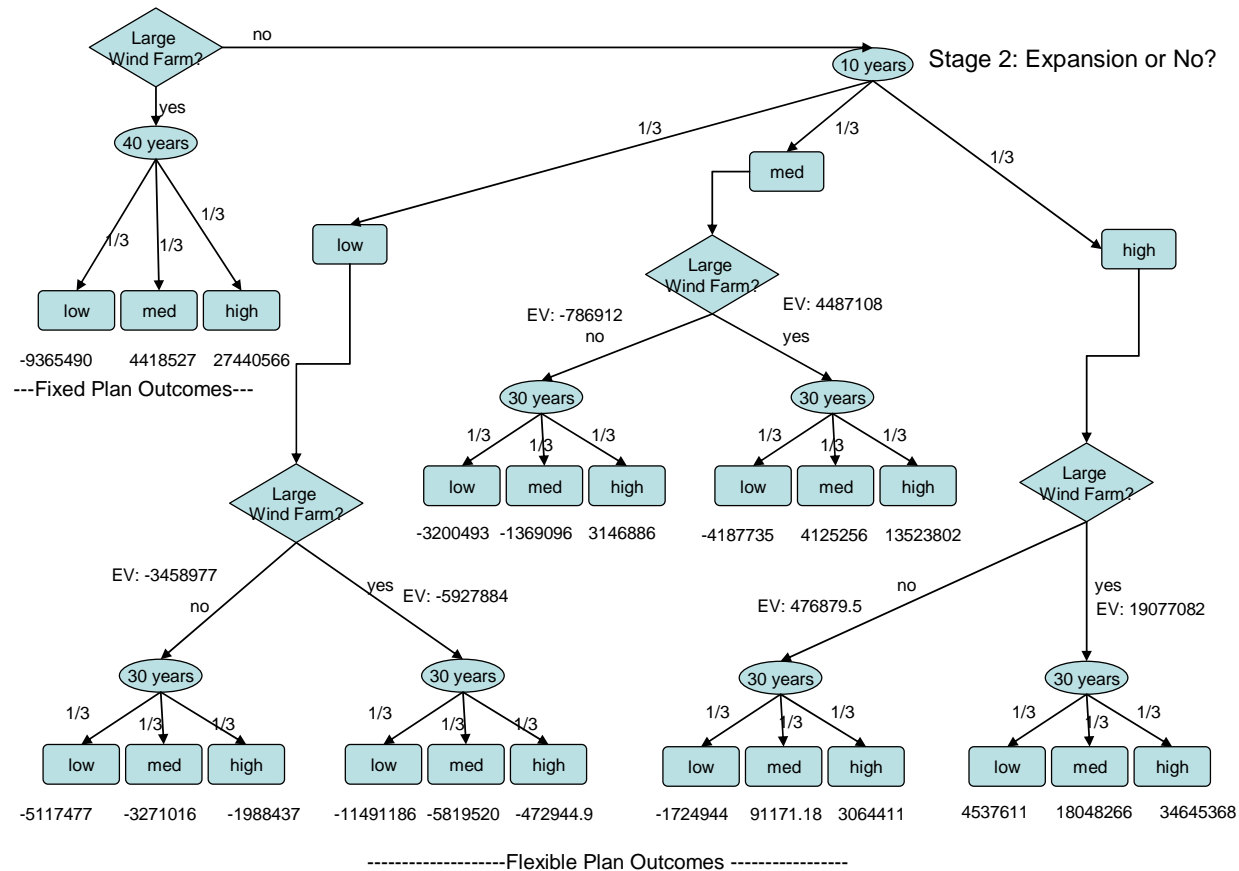 Large
Wind Farm?
no
10 years
Stage 2: Expansion or No?
yes
40 years
1/3
1/3
1/3
low
med
high
-9365490
4418527
27440566
---Fixed Plan Outcomes---
1/3
1/3
1/3
low
med
high
Large
Wind Farm?
EV: -786912
no
EV: 4487108
yes
30 years
30 years
1/3
1/3
1/3
1/3
1/3
1/3
low
med
high
low
med
high
-3200493
-1369096
3146886
-4187735
4125256
13523802
Large
Wind Farm?
EV: -3458977
no
yes
EV: -5927884
30 years
30 years
1/3
1/3
1/3
1/3
1/3
1/3
low
med
high
low
med
high
-5117477
-3271016
-1988437
-11491186
-5819520
-472944.9
Large
Wind Farm?
no
EV: 476879.5
yes
EV: 19077082
30 years
30 years
1/3
1/3
1/3
1/3
1/3
1/3
low
med
high
low
med
high
-1724944
91171.18
3064411
4537611
18048266
34645368
--------------------Flexible Plan Outcomes -----------------